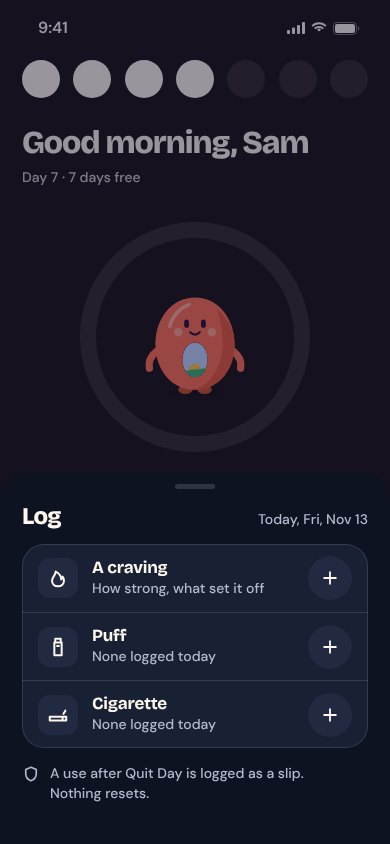 9:41
Good morning, Sam
Day 7 · 7 days free
Log
Today, Fri, Nov 13
A craving
How strong, what set it off
Puff
None logged today
Cigarette
None logged today
A use after Quit Day is logged as a slip.
Nothing resets.